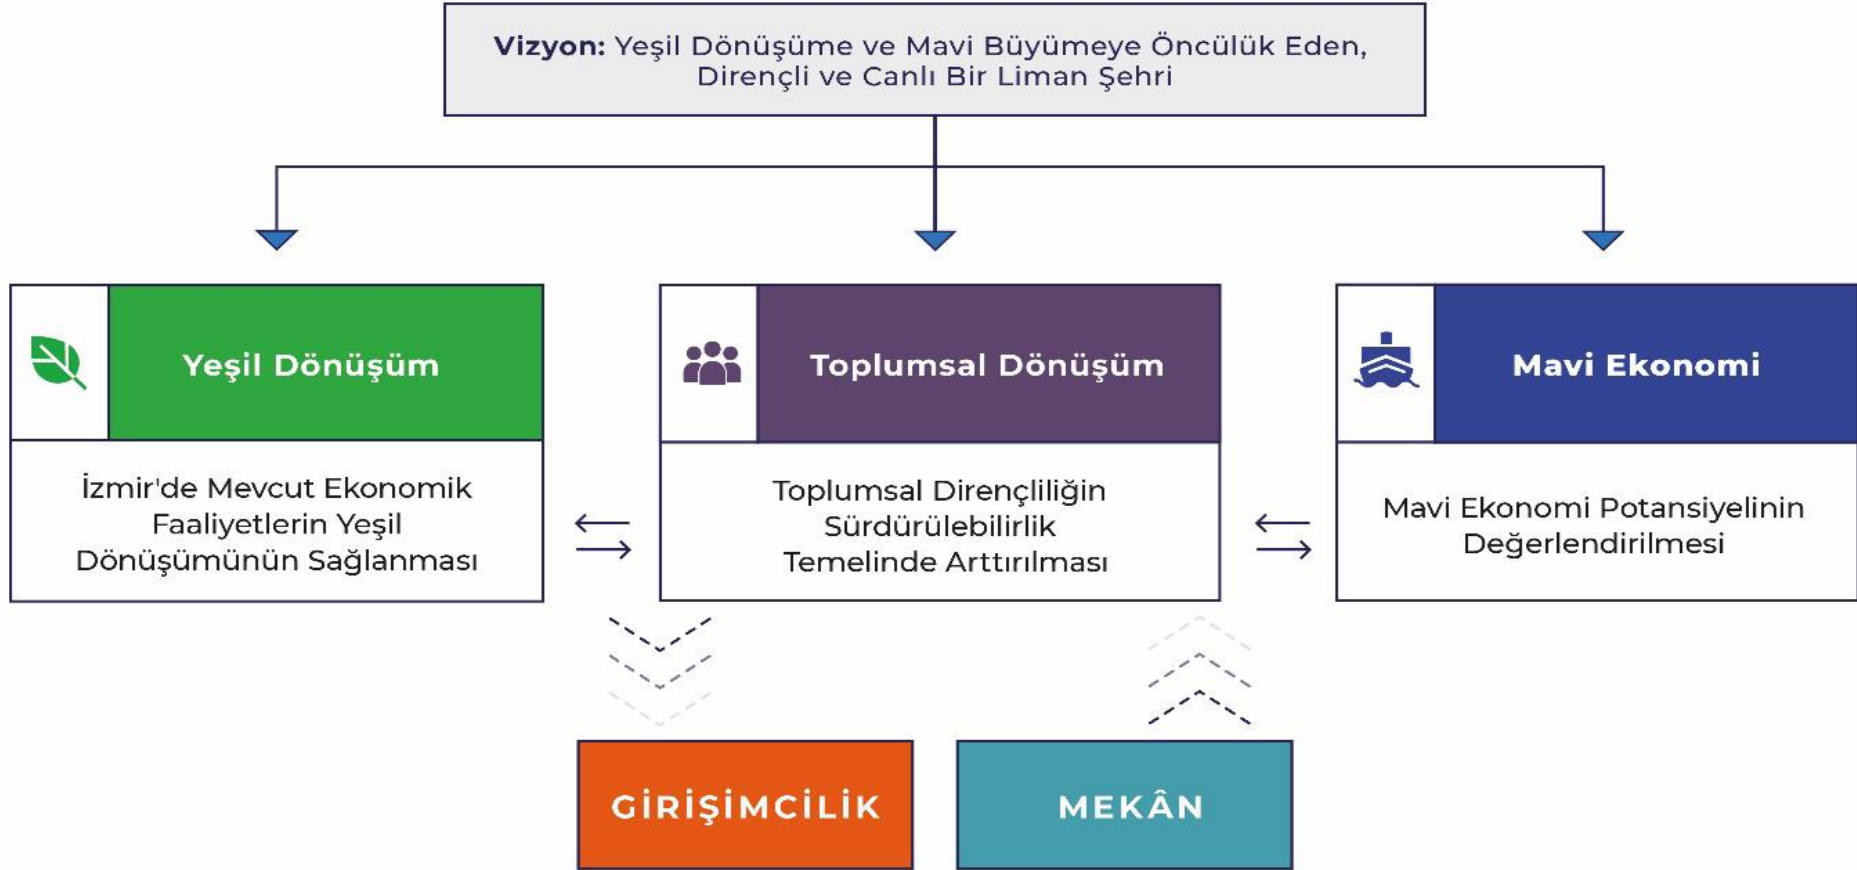 Vizyon: Yeşil Dönüşüme ve Mavi Büyümeye Öncülük Eden,
Dirençli ve Canlı Bir Liman Şehri
Yeşil Dönüşüm
İzmir'de Mevcut Ekonomik
Faaliyetlerin Yeşil
Dönüşümünün Sağlanması
Toplumsal Dönüşüm
Toplumsal Dirençliliğin
Sürdürülebilirlik
Temelinde Arttırılması
Mavi Ekonomi
Mavi Ekonomi Potansiyelinin
Değerlendirilmesi
GİRİŞİMCİLİK
MEKÂN